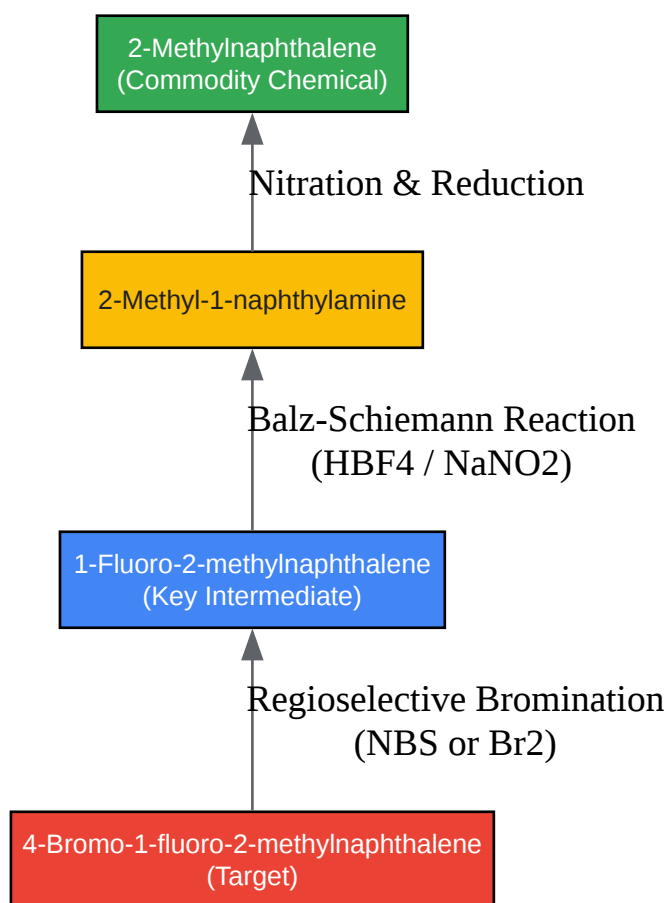 2-Methylnaphthalene
(Commodity Chemical)
Nitration & Reduction
2-Methyl-1-naphthylamine
Balz-Schiemann Reaction
(HBF4 / NaNO2)
1-Fluoro-2-methylnaphthalene
(Key Intermediate)
Regioselective Bromination
(NBS or Br2)
4-Bromo-1-fluoro-2-methylnaphthalene
(Target)